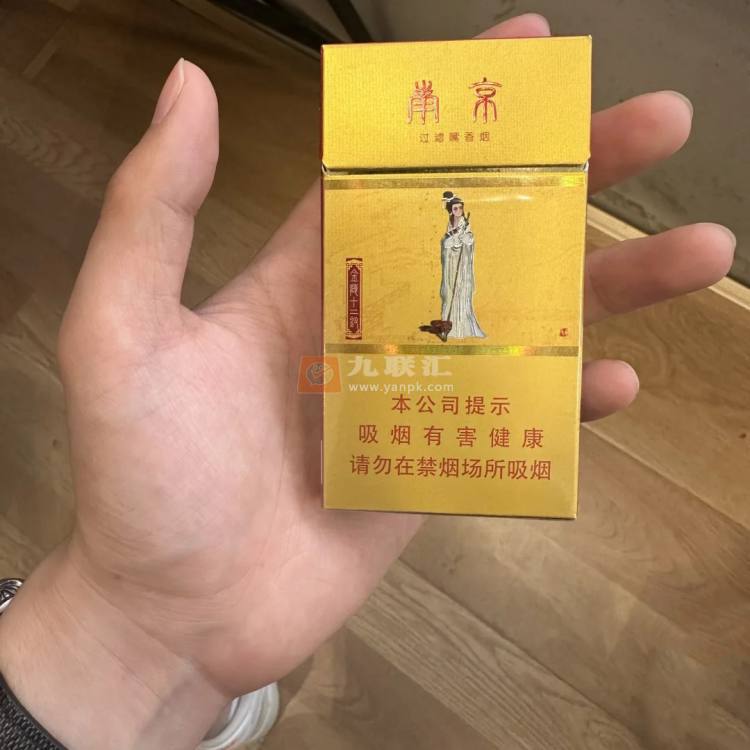 南京
过滤嘴香烟
金陵十二钗
九联汇
www.yanpk.com
本公司提示
吸烟有害健康
请勿在禁烟场所吸烟